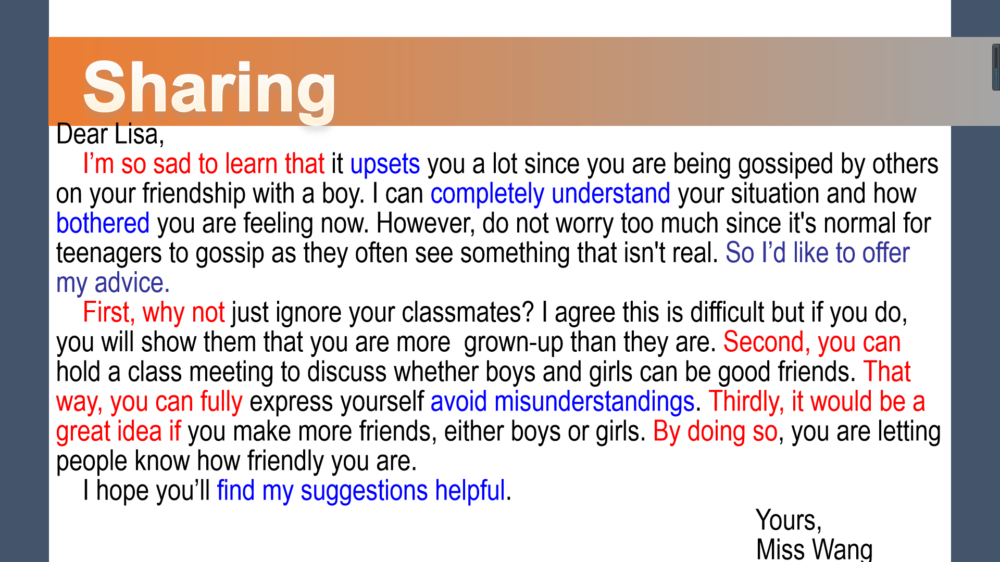 Sharing
Dear Lisa,
I’m so sad to learn that it upsets you a lot since you are being gossiped by others
on your friendship with a boy. I can completely understand your situation and how
bothered you are feeling now. However, do not worry too much since it's normal for
teenagers to gossip as they often see something that isn't real. So I’d like to offer
my advice.
First, why not just ignore your classmates? I agree this is difficult but if you do,
you will show them that you are more  grown-up than they are. Second, you can
hold a class meeting to discuss whether boys and girls can be good friends. That
way, you can fully express yourself avoid misunderstandings. Thirdly, it would be a
great idea if you make more friends, either boys or girls. By doing so, you are letting
people know how friendly you are.
I hope you’ll find my suggestions helpful.
Yours,
Miss Wang